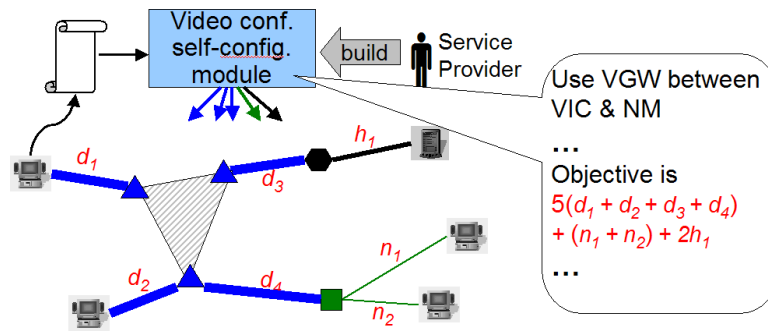 Video conf.
self-config.
module
build
Service
Provider
Use VGW between
VIC & NM
...
Objective is
5(d₁ + d₂ + d₃ + d₄)
+ (n₁ + n₂) + 2h₁
...
d₁
d₃
h₁
d₂
d₄
n₁
n₂